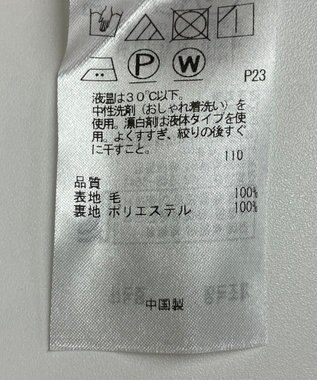 P W P23
液温は30℃以下。
中性洗剤（おしゃれ着洗い）を
使用。漂白剤は液体タイプを使
用。よくすすぎ、絞りの後すぐ
に干すこと。
110
品質
表地 毛 100%
裏地 ポリエステル 100%
中国製